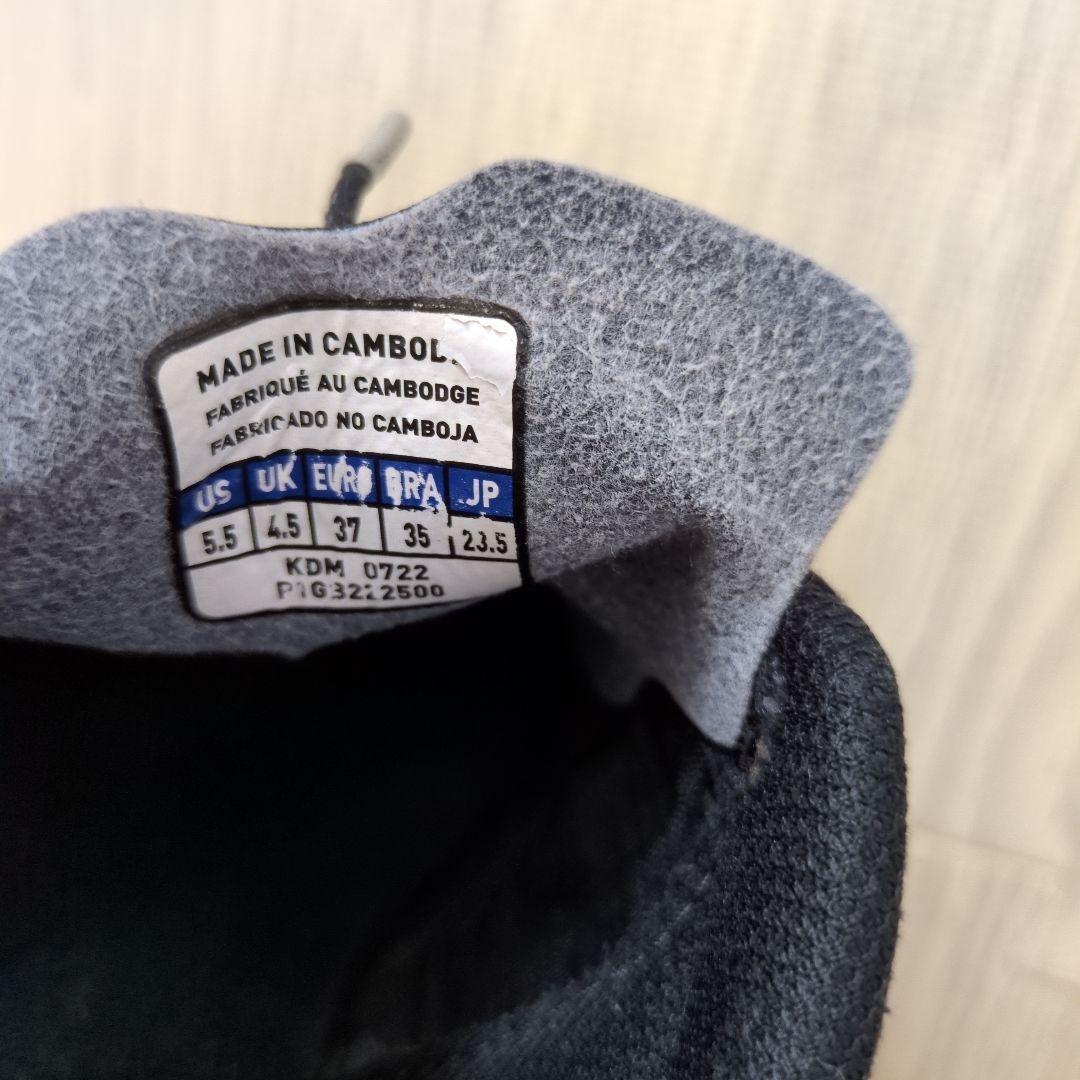 MADE IN CAMBOD
FABRIQUÉ AU CAMBODGE
FABRICADO NO CAMBOJA
US UK EURO BRA JP
5.5 4.5 37 35 23.5
KDM 0722